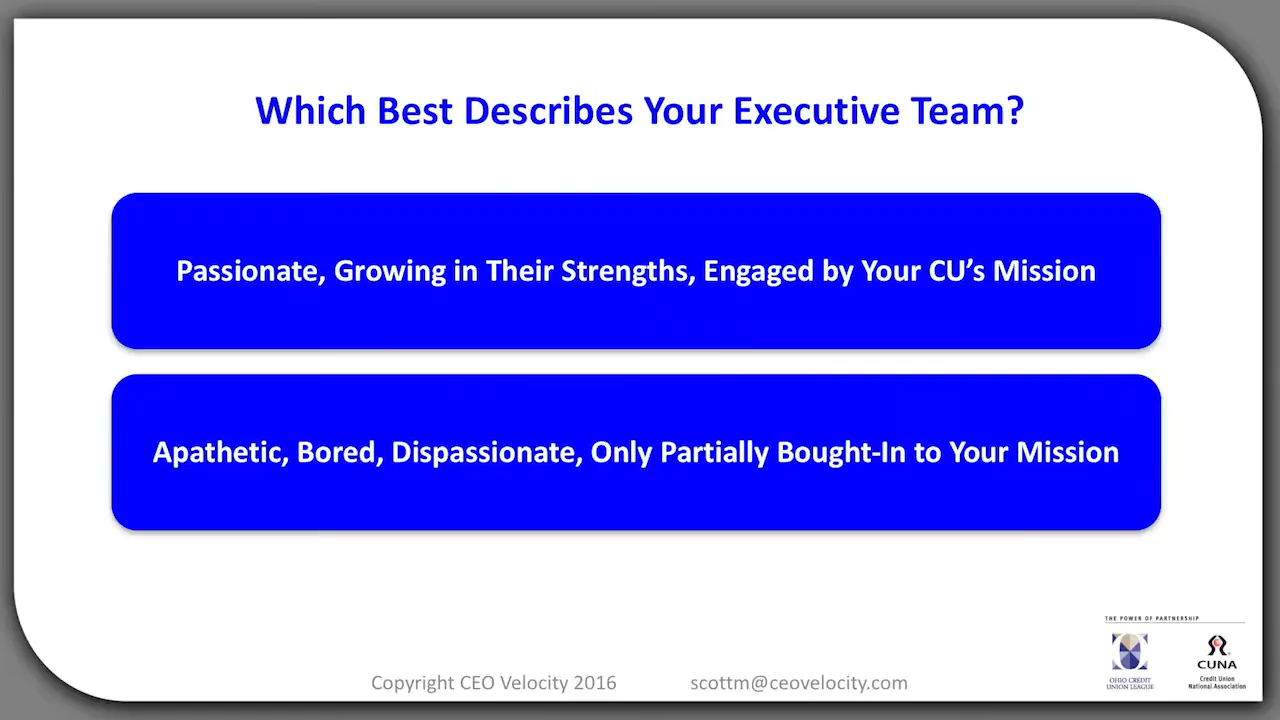 Which Best Describes Your Executive Team?
Passionate, Growing in Their Strengths, Engaged by Your CU’s Mission
Apathetic, Bored, Dispassionate, Only Partially Bought-In to Your Mission
THE POWER OF PARTNERSHIP
OHIO CREDIT
UNION LEAGUE
CUNA
Credit Union
National Association
Copyright CEO Velocity 2016 scottm@ceovelocity.com